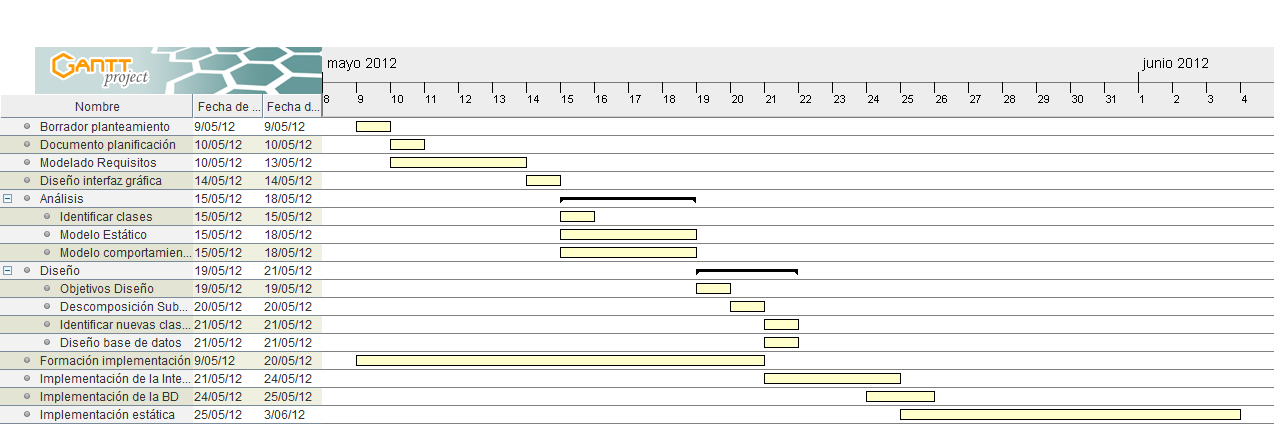 GANTT project
mayo 2012 junio 2012
Nombre Fecha de ... Fecha d...
8 9 10 11 12 13 14 15 16 17 18 19 20 21 22 23 24 25 26 27 28 29 30 31 1 2 3 4
Borrador planteamiento 9/05/12 9/05/12
Documento planificación 10/05/12 10/05/12
Modelado Requisitos 10/05/12 13/05/12
Diseño interfaz gráfica 14/05/12 14/05/12
Análisis 15/05/12 18/05/12
Identificar clases 15/05/12 15/05/12
Modelo Estático 15/05/12 18/05/12
Modelo comportamien... 15/05/12 18/05/12
Diseño 19/05/12 21/05/12
Objetivos Diseño 19/05/12 19/05/12
Descomposición Sub... 20/05/12 20/05/12
Identificar nuevas clas... 21/05/12 21/05/12
Diseño base de datos 21/05/12 21/05/12
Formación implementación 9/05/12 20/05/12
Implementación de la Inte... 21/05/12 24/05/12
Implementación de la BD 24/05/12 25/05/12
Implementación estática 25/05/12 3/06/12